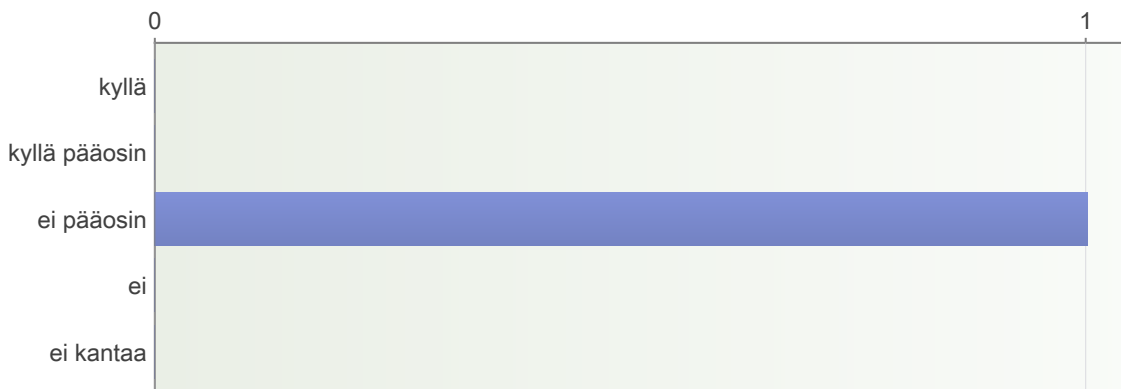 0 1
kyllä
kyllä pääosin
ei pääosin
ei
ei kantaa